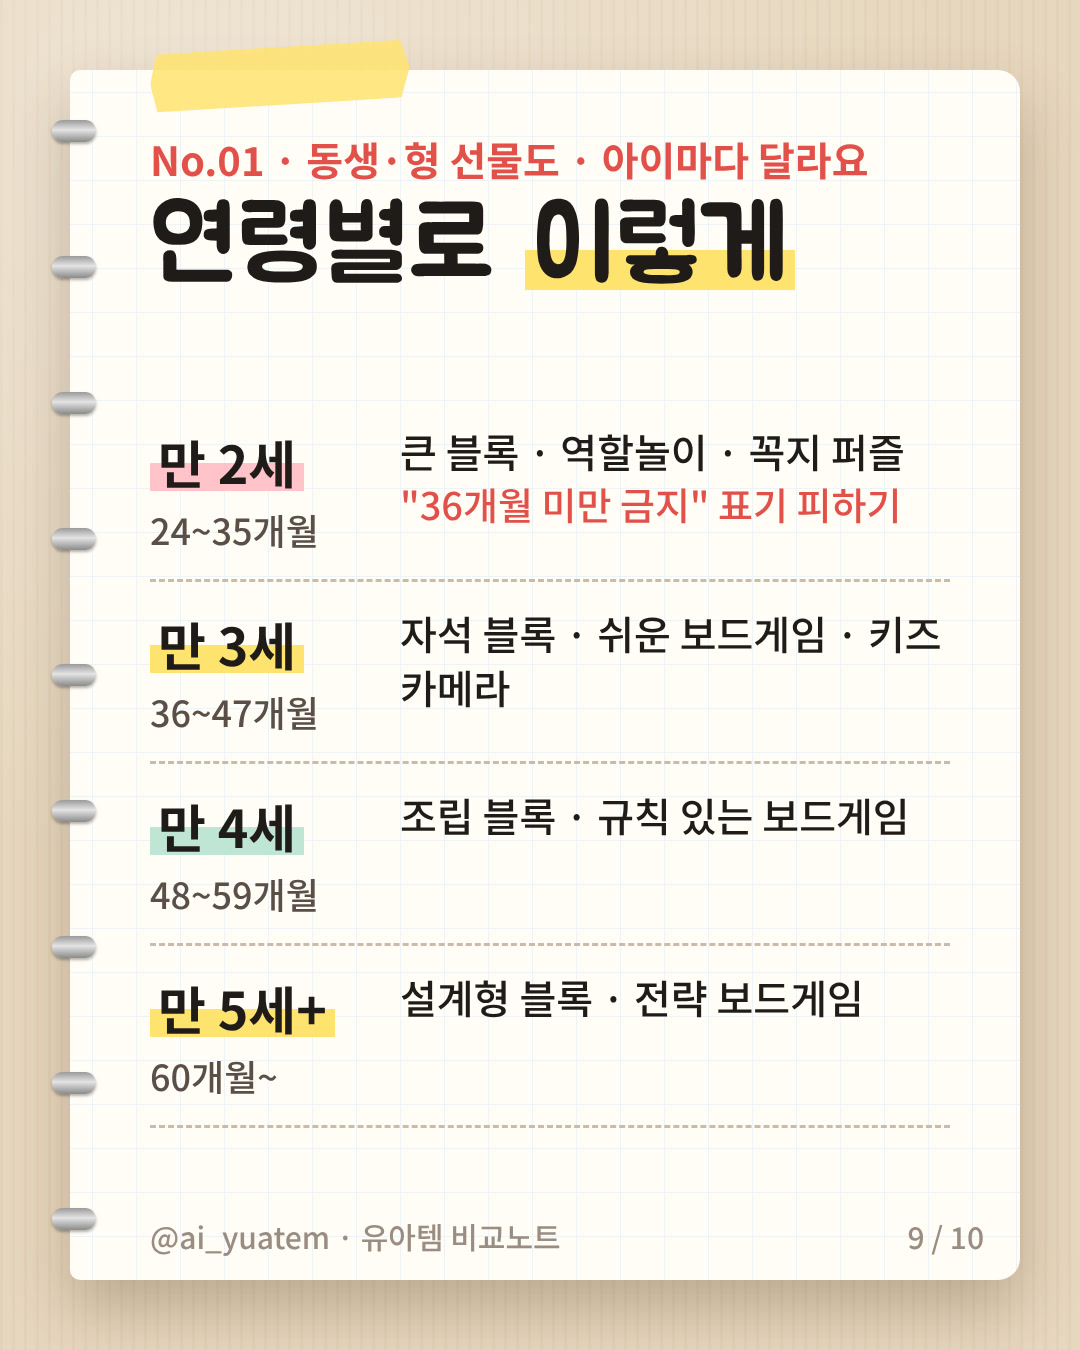 No.01 · 동생·형 선물도 · 아이마다 달라요
연령별로 이렇게
만 2세
24~35개월
큰 블록 · 역할놀이 · 꼭지 퍼즐
"36개월 미만 금지" 표기 피하기
만 3세
36~47개월
자석 블록 · 쉬운 보드게임 · 키즈
카메라
만 4세
48~59개월
조립 블록 · 규칙 있는 보드게임
만 5세+
60개월~
설계형 블록 · 전략 보드게임
@ai_yuatem · 유아템 비교노트
9 / 10